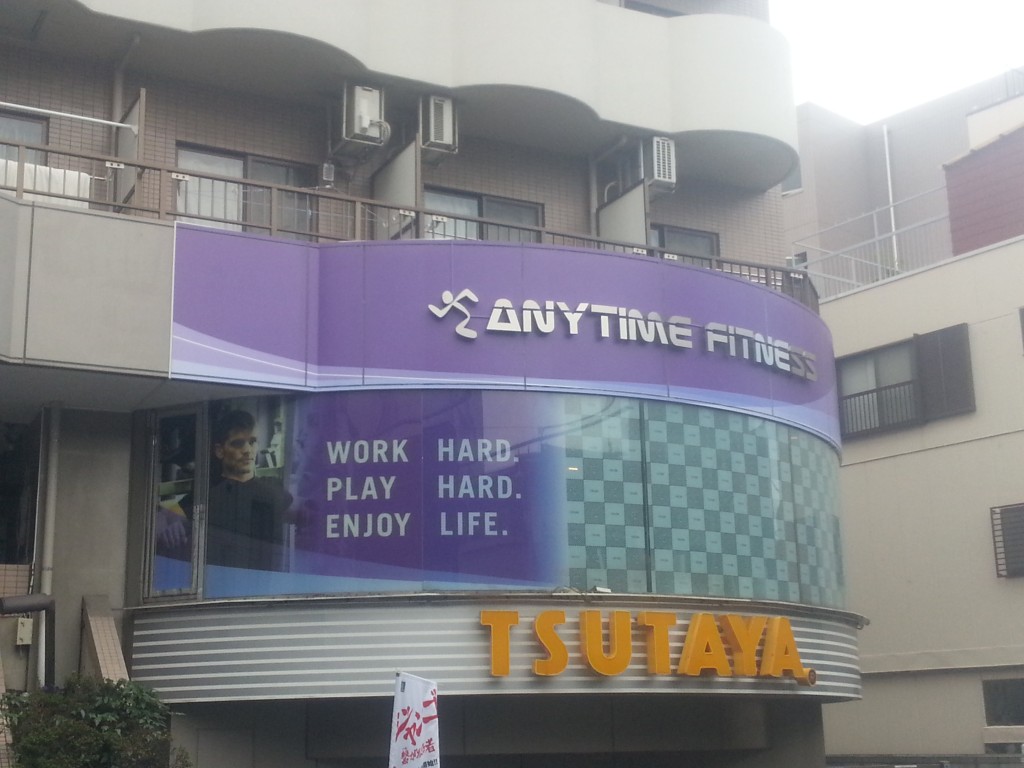 ANYTIME FITNESS
WORK HARD.
PLAY HARD.
ENJOY LIFE.
TSUTAYA